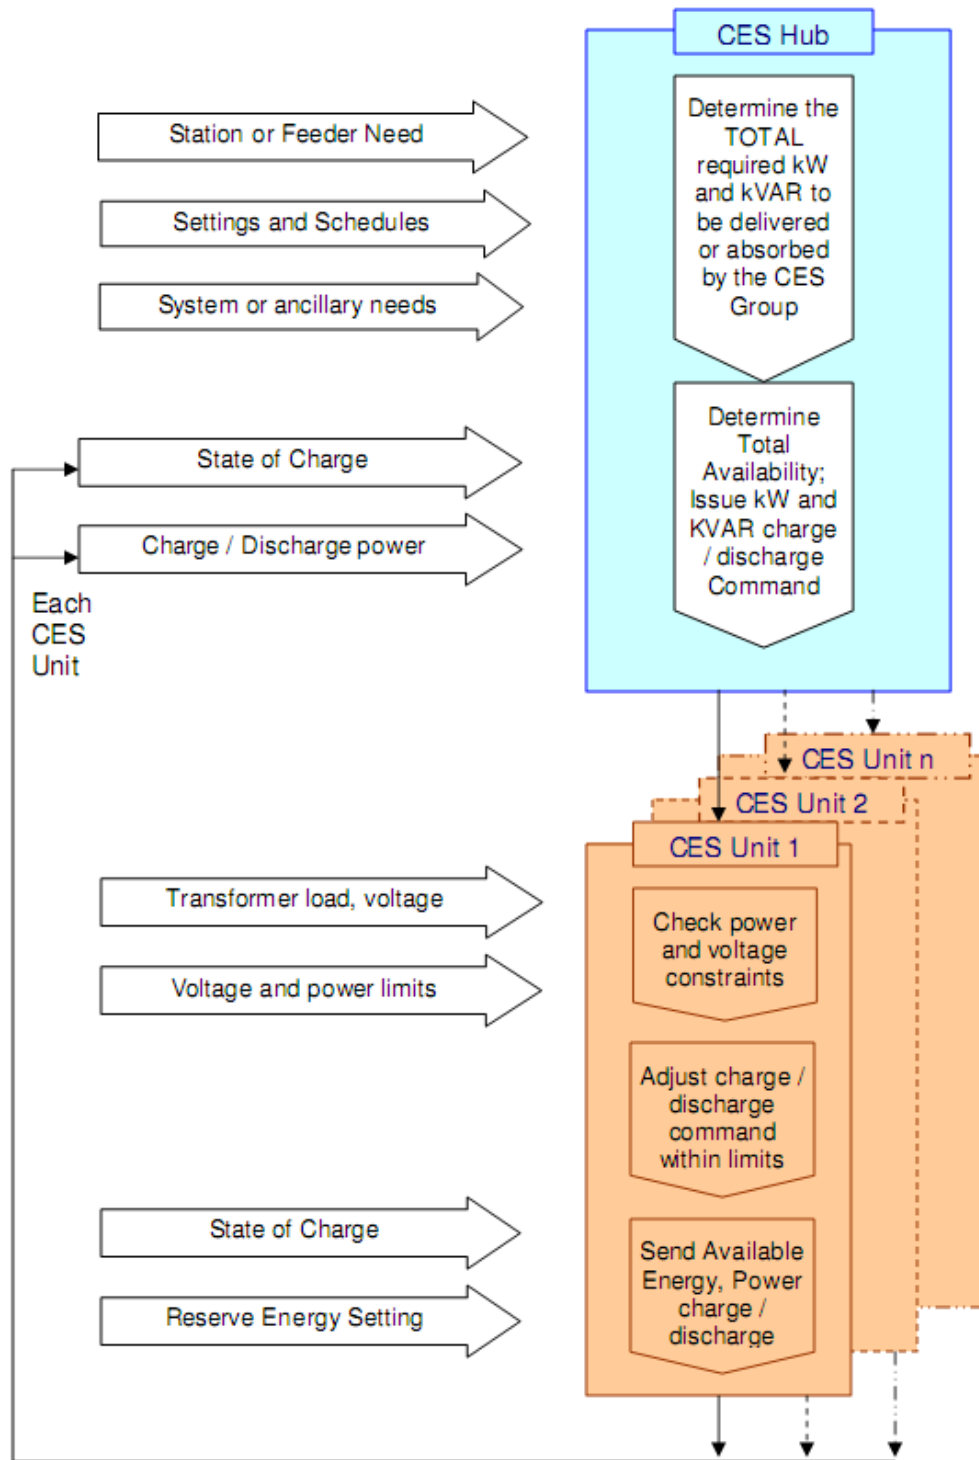 CES Hub
Station or Feeder Need
Settings and Schedules
System or ancillary needs
Determine the
TOTAL
required kW
and kVAR to
be delivered
or absorbed
by the CES
Group
State of Charge
Charge / Discharge power
Each
CES
Unit
Determine
Total
Availability;
Issue kW and
KVAR charge
/ discharge
Command
CES Unit n
CES Unit 2
CES Unit 1
Transformer load, voltage
Voltage and power limits
Check power
and voltage
constraints
Adjust charge /
discharge
command
within limits
State of Charge
Reserve Energy Setting
Send Available
Energy, Power
charge /
discharge